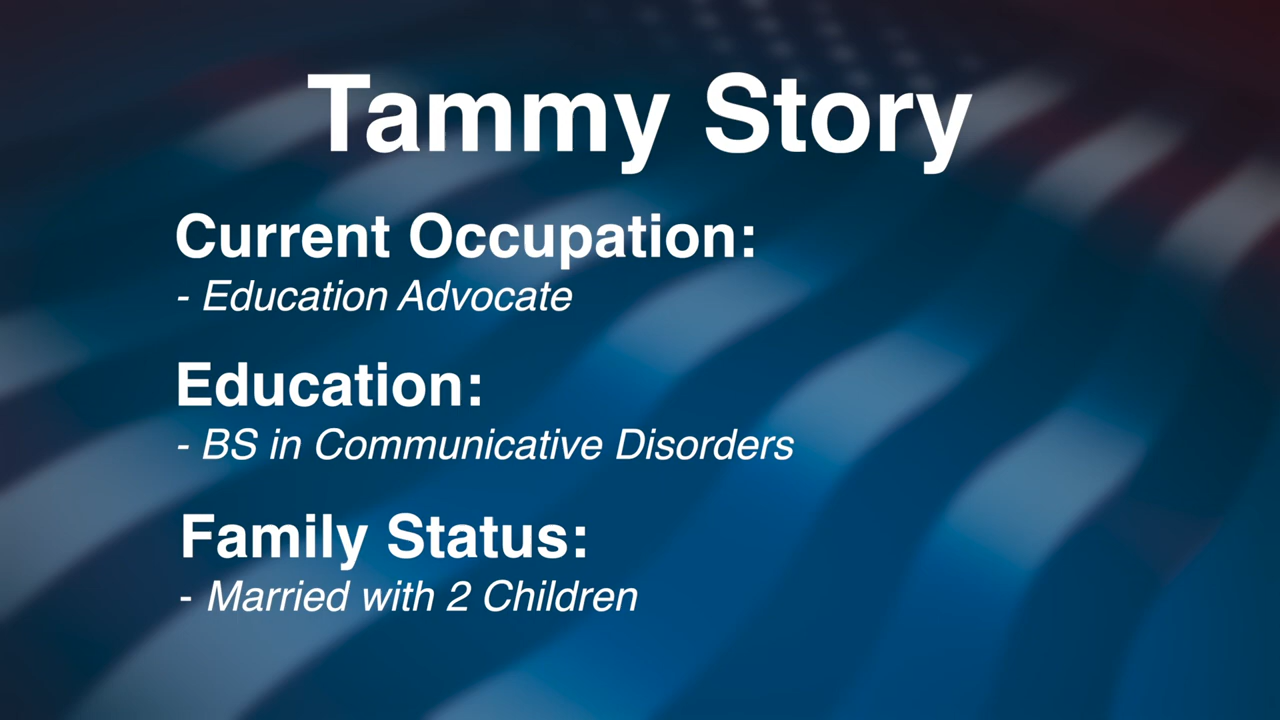 Tammy Story
Current Occupation:
- Education Advocate
Education:
- BS in Communicative Disorders
Family Status:
- Married with 2 Children